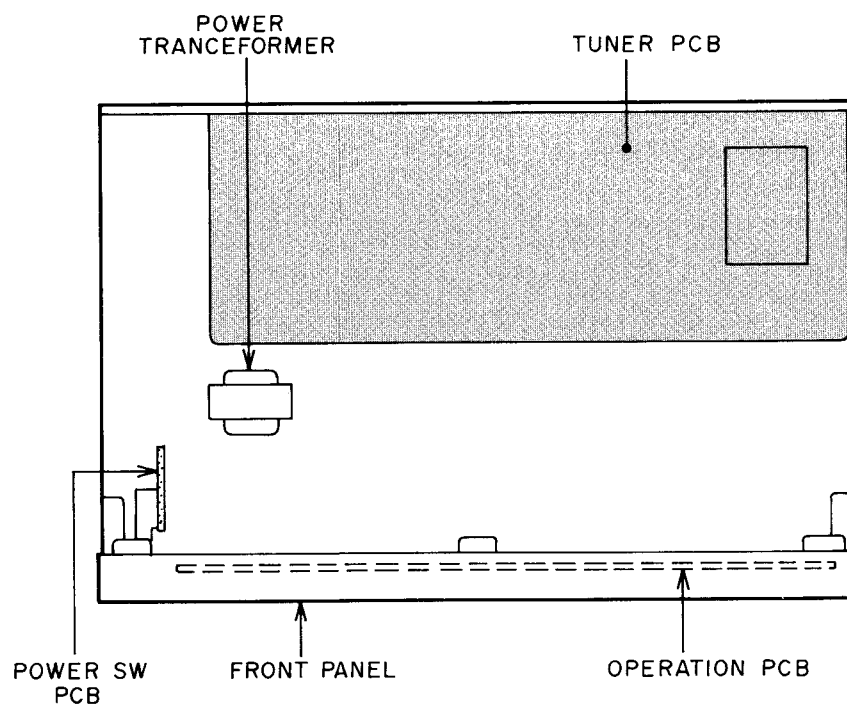 POWER
TRANCEFORMER
TUNER PCB
POWER SW
PCB
FRONT PANEL
OPERATION PCB